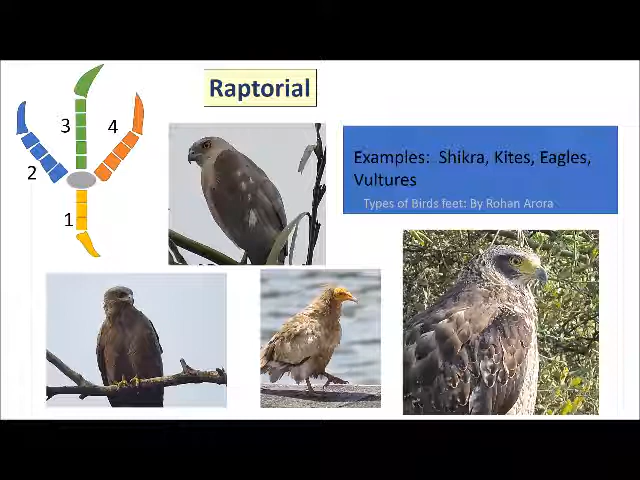 Raptorial
3
4
2
1
Examples: Shikra, Kites, Eagles,
Vultures
Types of Birds feet: By Rohan Arora